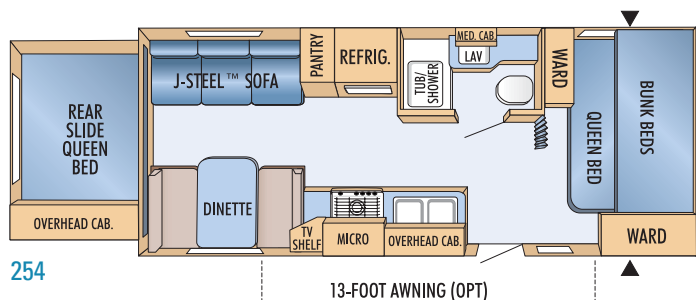 REAR
SLIDE
QUEEN
BED
OVERHEAD CAB.
J-STEEL™ SOFA
PANTRY
REFRIG.
MED. CAB.
LAV
TUB/
SHOWER
WARD
QUEEN BED
BUNK BEDS
DINETTE
TV
SHELF
MICRO
OVERHEAD CAB.
WARD
254
13-FOOT AWNING (OPT)